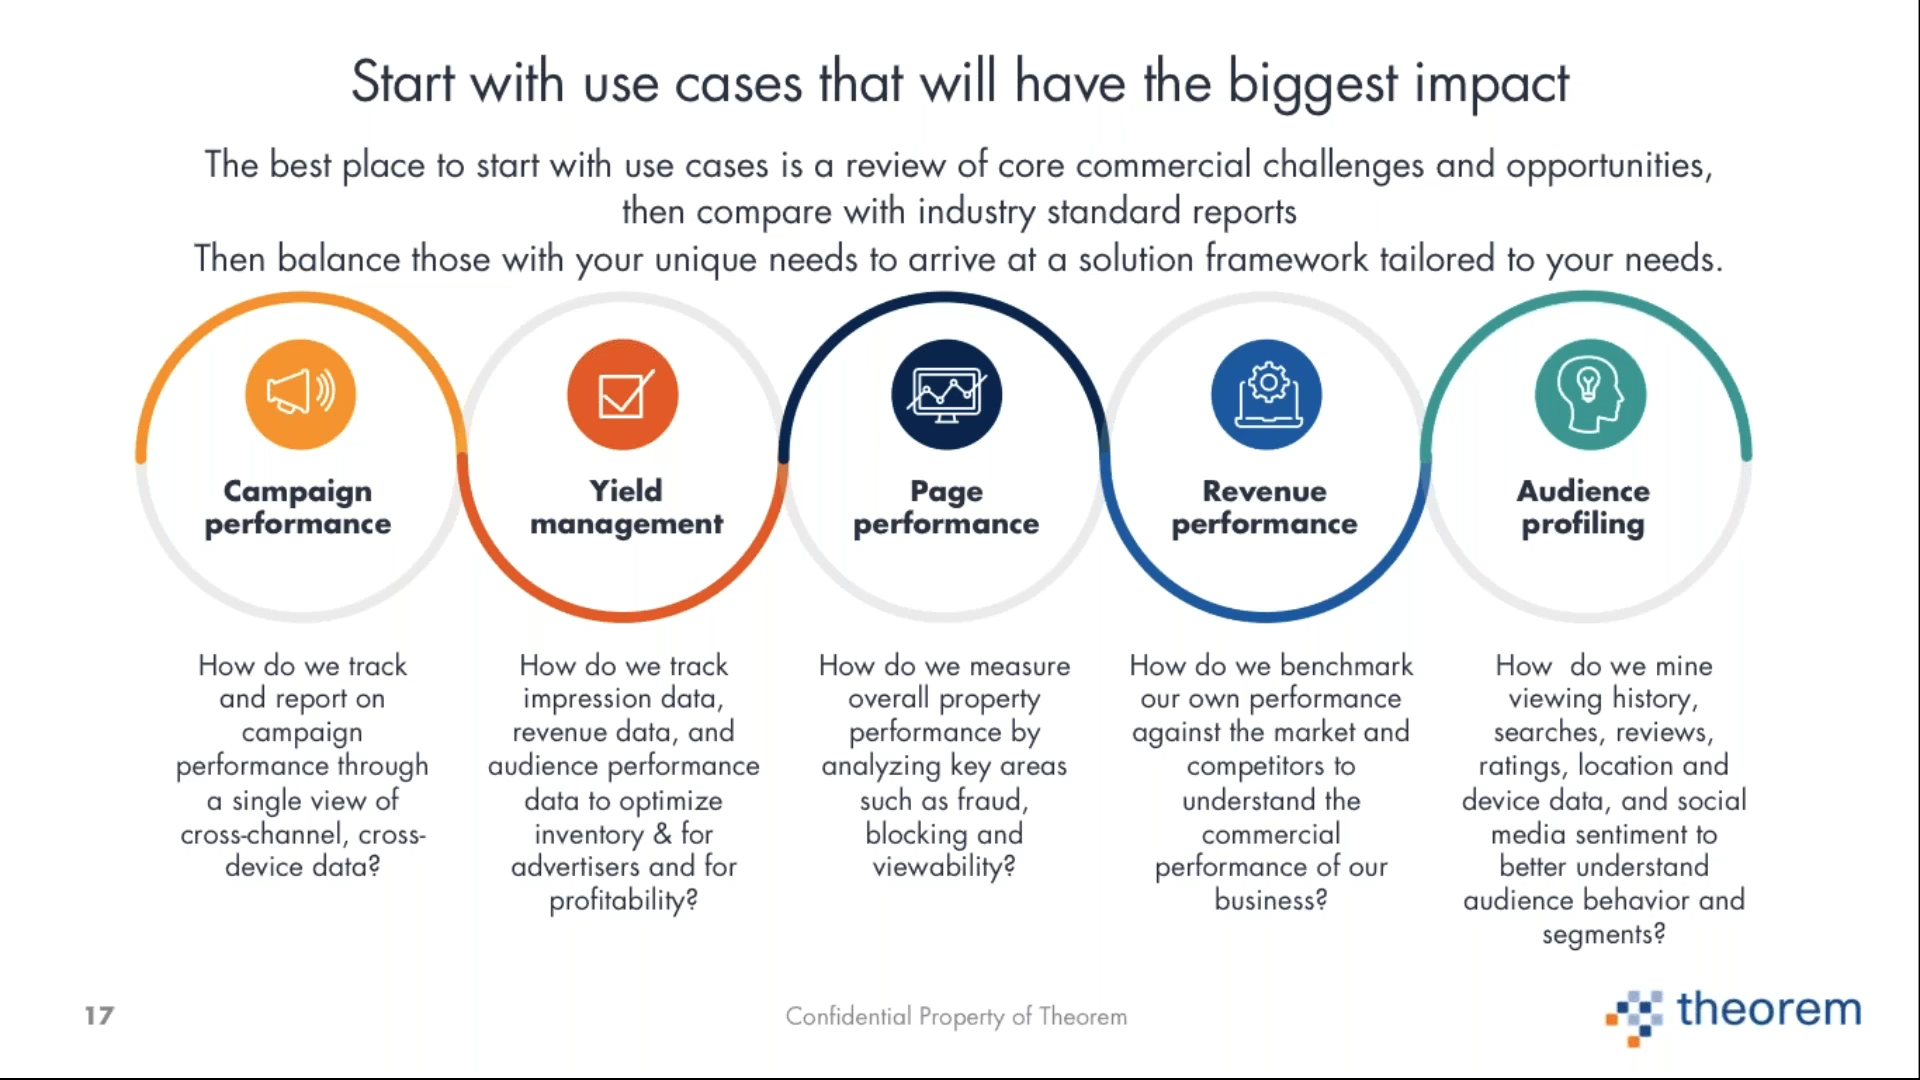 Start with use cases that will have the biggest impact
The best place to start with use cases is a review of core commercial challenges and opportunities,
then compare with industry standard reports
Then balance those with your unique needs to arrive at a solution framework tailored to your needs.
Campaign
performance
Yield
management
Page
performance
Revenue
performance
Audience
profiling
How do we track
and report on
campaign
performance through
a single view of
cross-channel, cross-
device data?
How do we track
impression data,
revenue data, and
audience performance
data to optimize
inventory & for
advertisers and for
profitability?
How do we measure
overall property
performance by
analyzing key areas
such as fraud,
blocking and
viewability?
How do we benchmark
our own performance
against the market and
competitors to
understand the
commercial
performance of our
business?
How  do we mine
viewing history,
searches, reviews,
ratings, location and
device data, and social
media sentiment to
better understand
audience behavior and
segments?
17
Confidential Property of Theorem
theorem